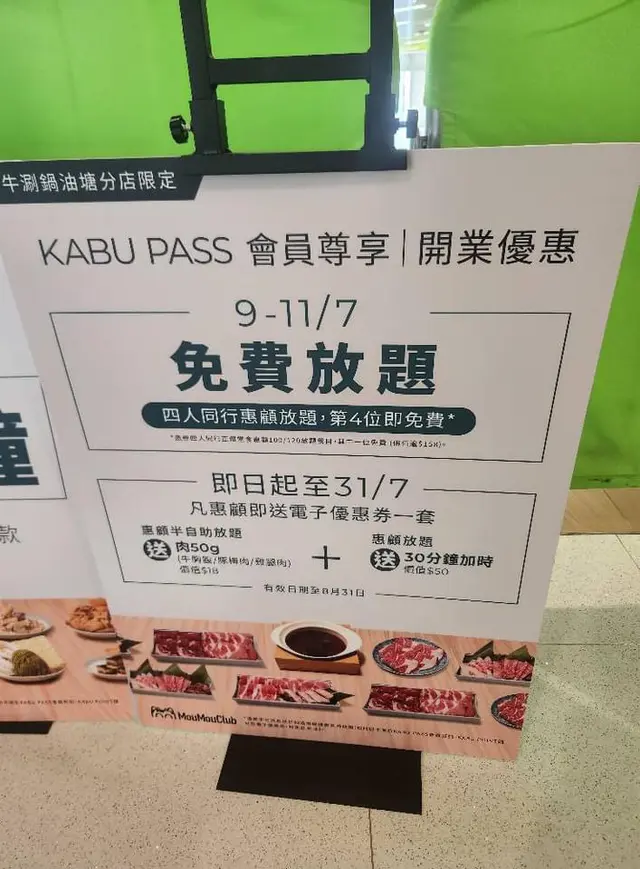 牛涮鍋油塘分店限定
KABU PASS 會員尊享|開業優惠
9-11/7
免費放題
四人同行惠顧放題，第4位即免費*
即日起至31/7
凡惠顧即送電子優惠券一套
惠顧半自助放題
送 肉50g
(牛胸腹/豚梅肉/雞腿肉)
價值$18
+
惠顧放題
送 30分鐘加時
價值$50
有效日期至8月31日
MouMouClub
款